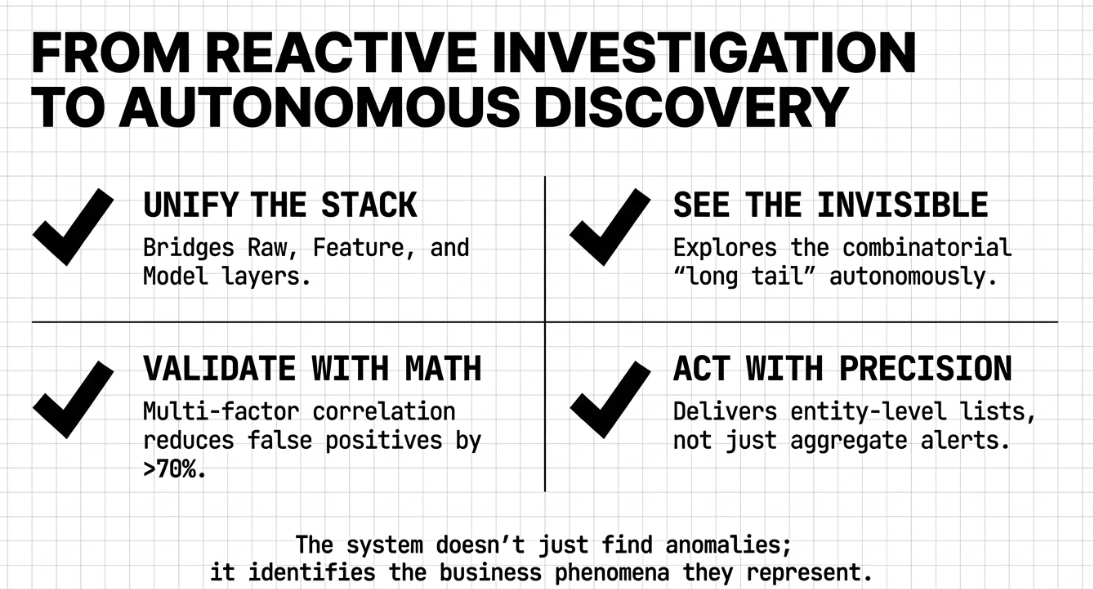 FROM REACTIVE INVESTIGATION
TO AUTONOMOUS DISCOVERY
UNIFY THE STACK
Bridges Raw, Feature, and
Model layers.
SEE THE INVISIBLE
Explores the combinatorial
“long tail” autonomously.
VALIDATE WITH MATH
Multi-factor correlation
reduces false positives by
>70%.
ACT WITH PRECISION
Delivers entity-level lists,
not just aggregate alerts.
The system doesn’t just find anomalies;
it identifies the business phenomena they represent.